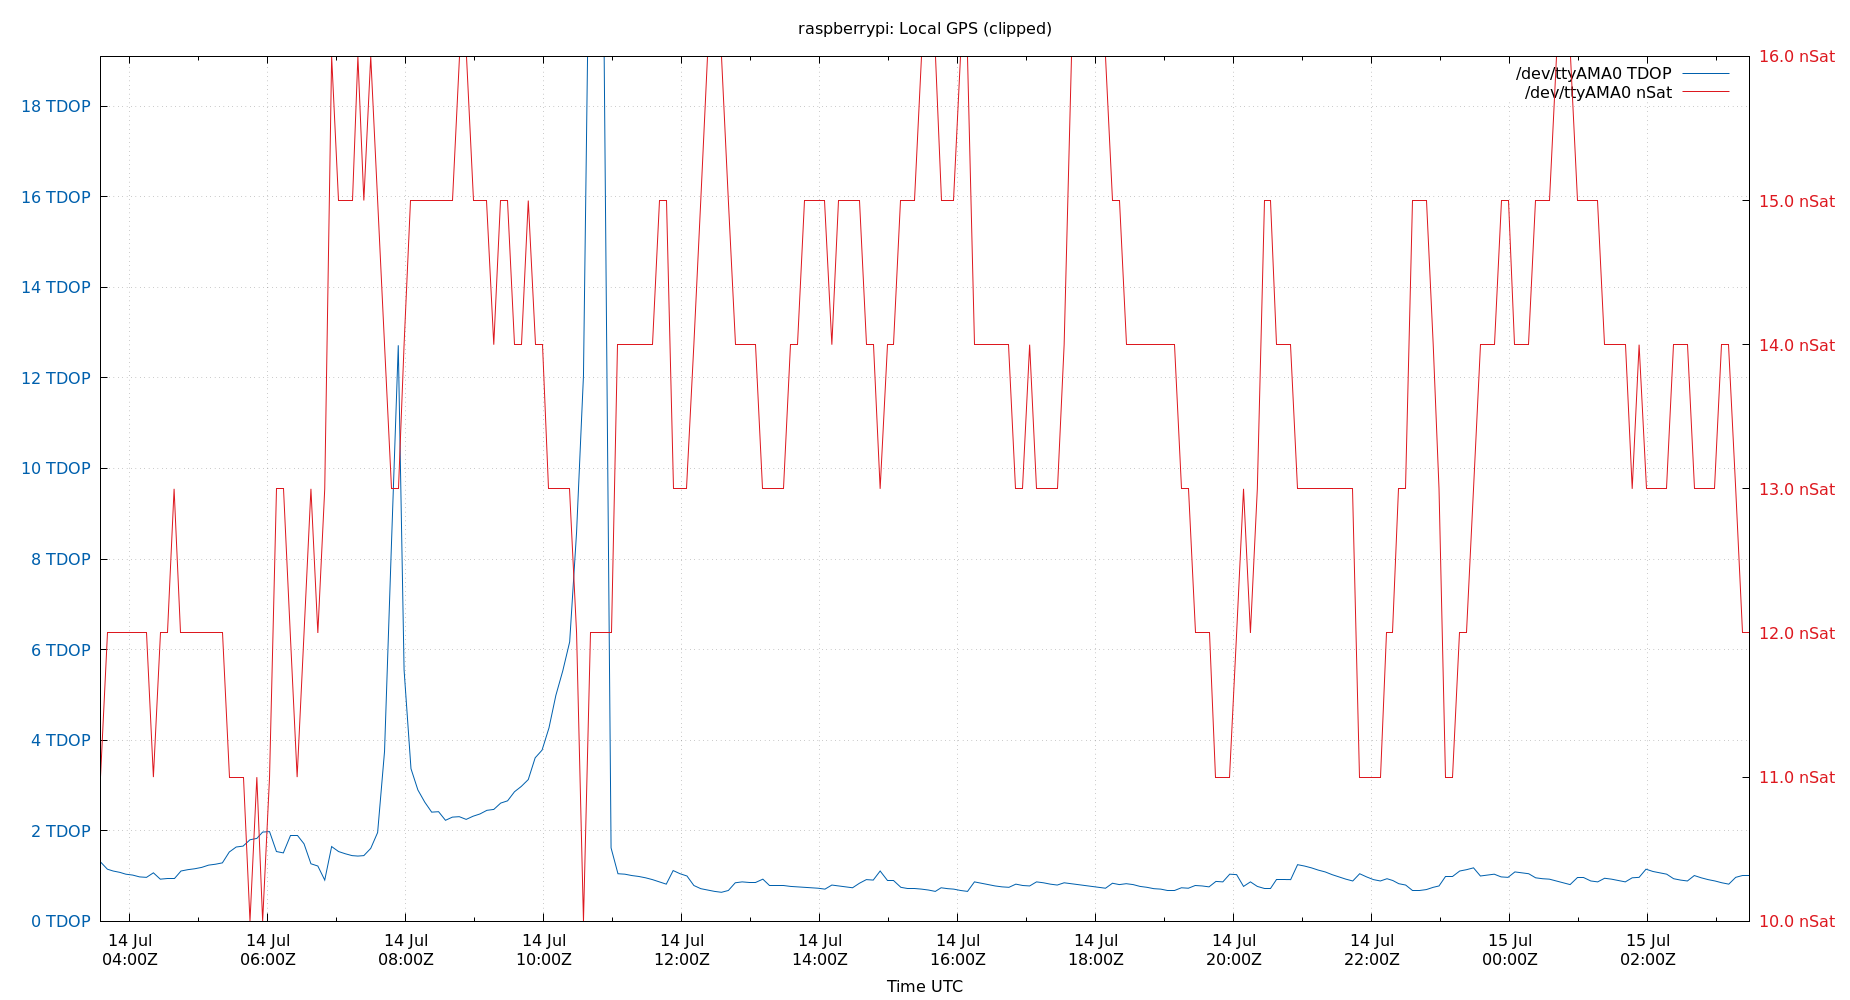 raspberrypi: Local GPS (clipped)
/dev/ttyAMA0 TDOP
/dev/ttyAMA0 nSat
18 TDOP
16 TDOP
14 TDOP
12 TDOP
10 TDOP
8 TDOP
6 TDOP
4 TDOP
2 TDOP
0 TDOP
16.0 nSat
15.0 nSat
14.0 nSat
13.0 nSat
12.0 nSat
11.0 nSat
10.0 nSat
14 Jul
04:00Z
14 Jul
06:00Z
14 Jul
08:00Z
14 Jul
10:00Z
14 Jul
12:00Z
14 Jul
14:00Z
14 Jul
16:00Z
14 Jul
18:00Z
14 Jul
20:00Z
14 Jul
22:00Z
15 Jul
00:00Z
15 Jul
02:00Z
Time UTC